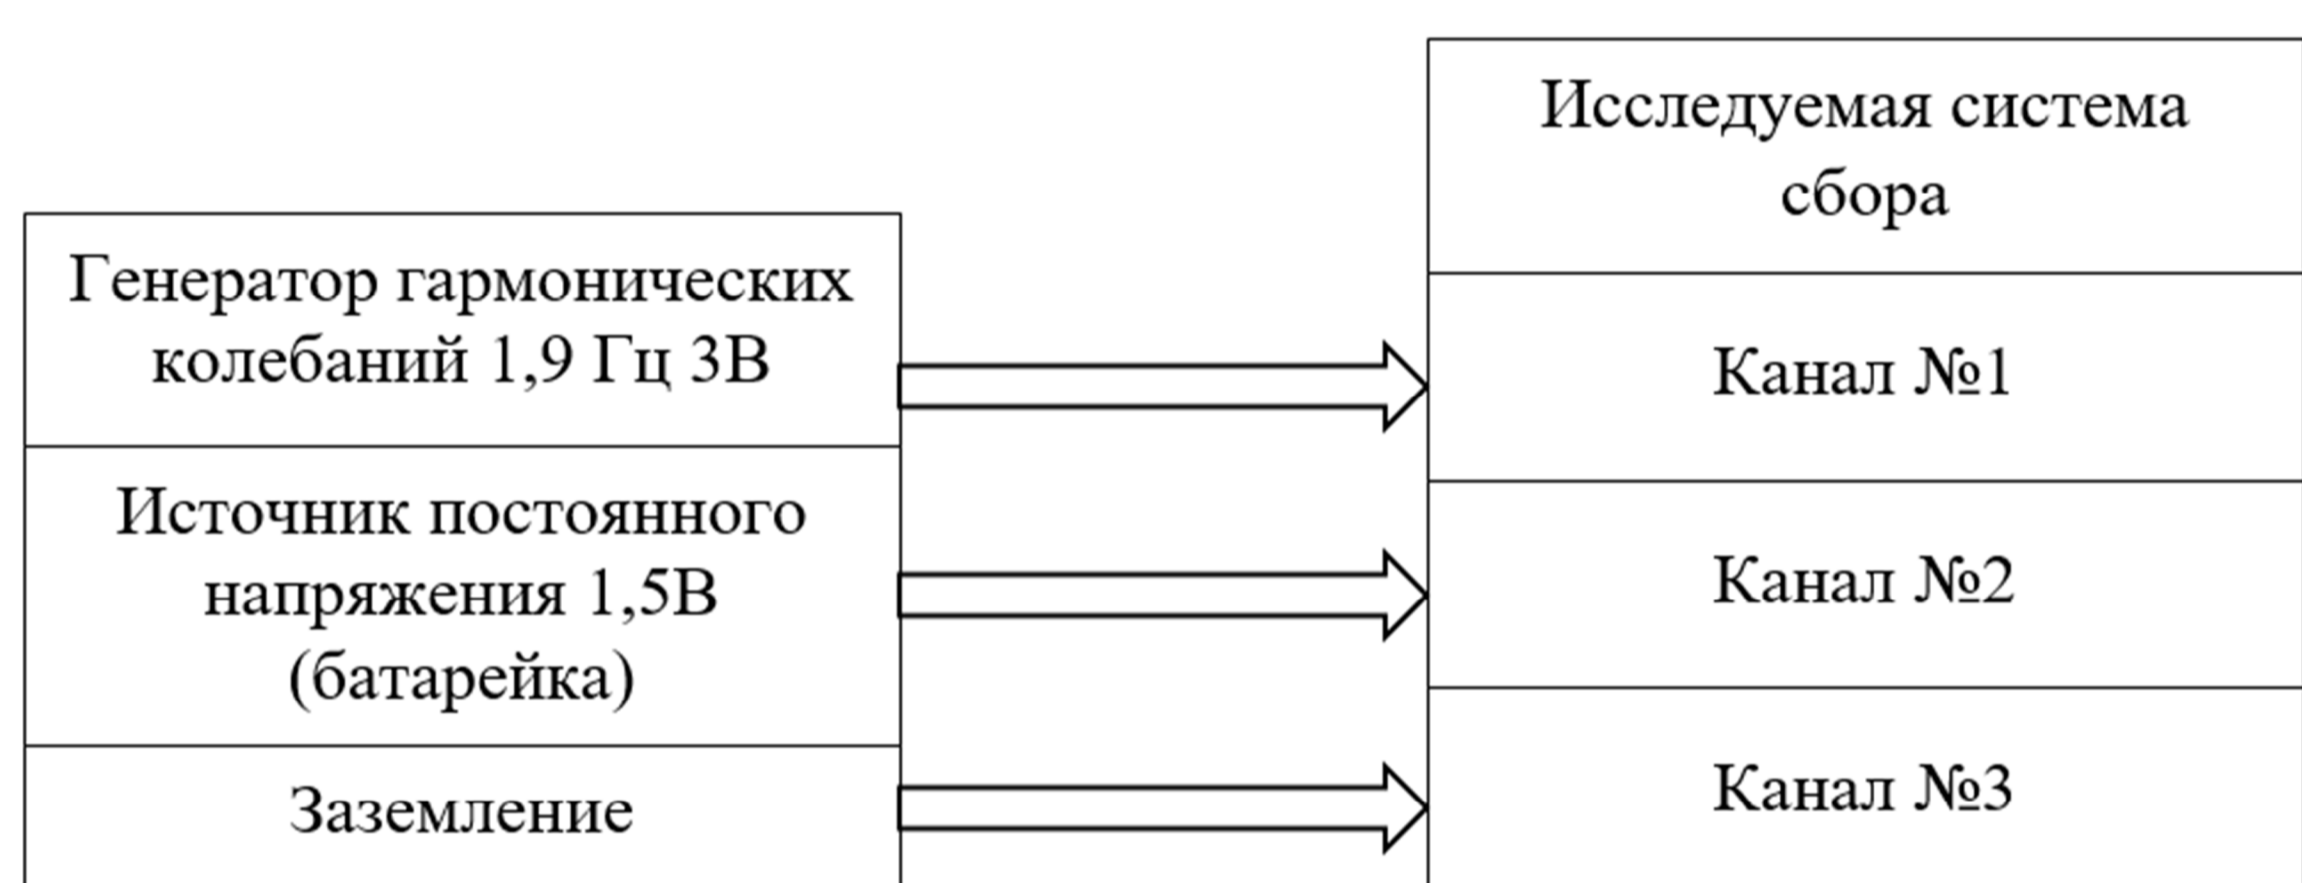 Генератор гармонических
колебаний 1,9 Гц 3В
Источник постоянного
напряжения 1,5В
(батарейка)
Заземление
Исследуемая система
сбора
Канал №1
Канал №2
Канал №3